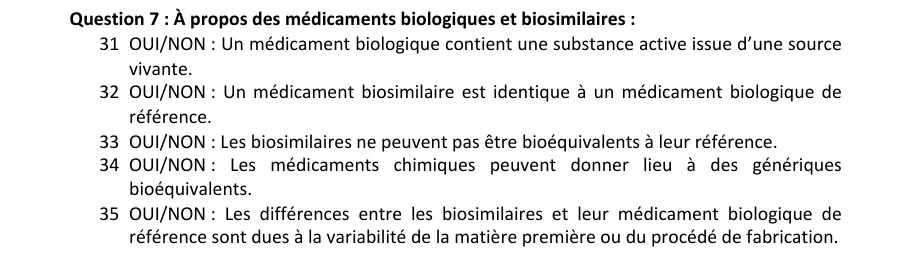 Question 7 : À propos des médicaments biologiques et biosimilaires :
31 OUI/NON : Un médicament biologique contient une substance active issue d’une source
vivante.
32 OUI/NON : Un médicament biosimilaire est identique à un médicament biologique de
référence.
33 OUI/NON : Les biosimilaires ne peuvent pas être bioéquivalents à leur référence.
34 OUI/NON : Les médicaments chimiques peuvent donner lieu à des génériques
bioéquivalents.
35 OUI/NON : Les différences entre les biosimilaires et leur médicament biologique de
référence sont dues à la variabilité de la matière première ou du procédé de fabrication.